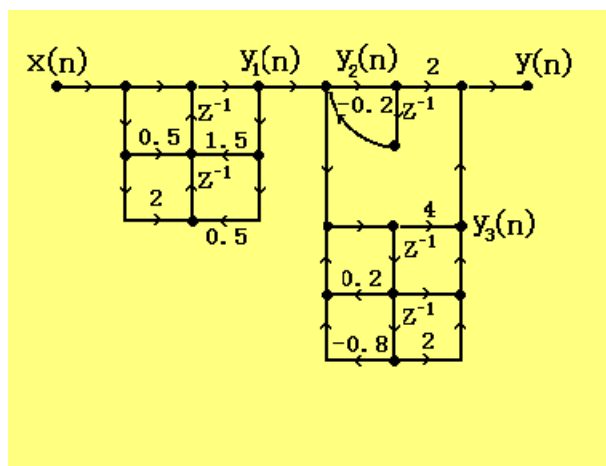 x(n) y₁(n) y₂(n) 2 y(n)
Z⁻¹ -0.2 Z⁻¹
0.5 1.5
Z⁻¹
2 4
0.5 y₃(n)
Z⁻¹
0.2
Z⁻¹
-0.8 2